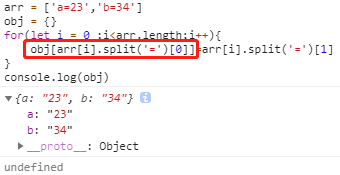 arr = ['a=23','b=34']
obj = {}
for(let i = 0 ;i<arr.length;i++){
obj[arr[i].split('=')[0]]=arr[i].split('=')[1]
}
console.log(obj)
▼ {a: "23", b: "34"} i
a: "23"
b: "34"
▶ __proto__: Object
undefined